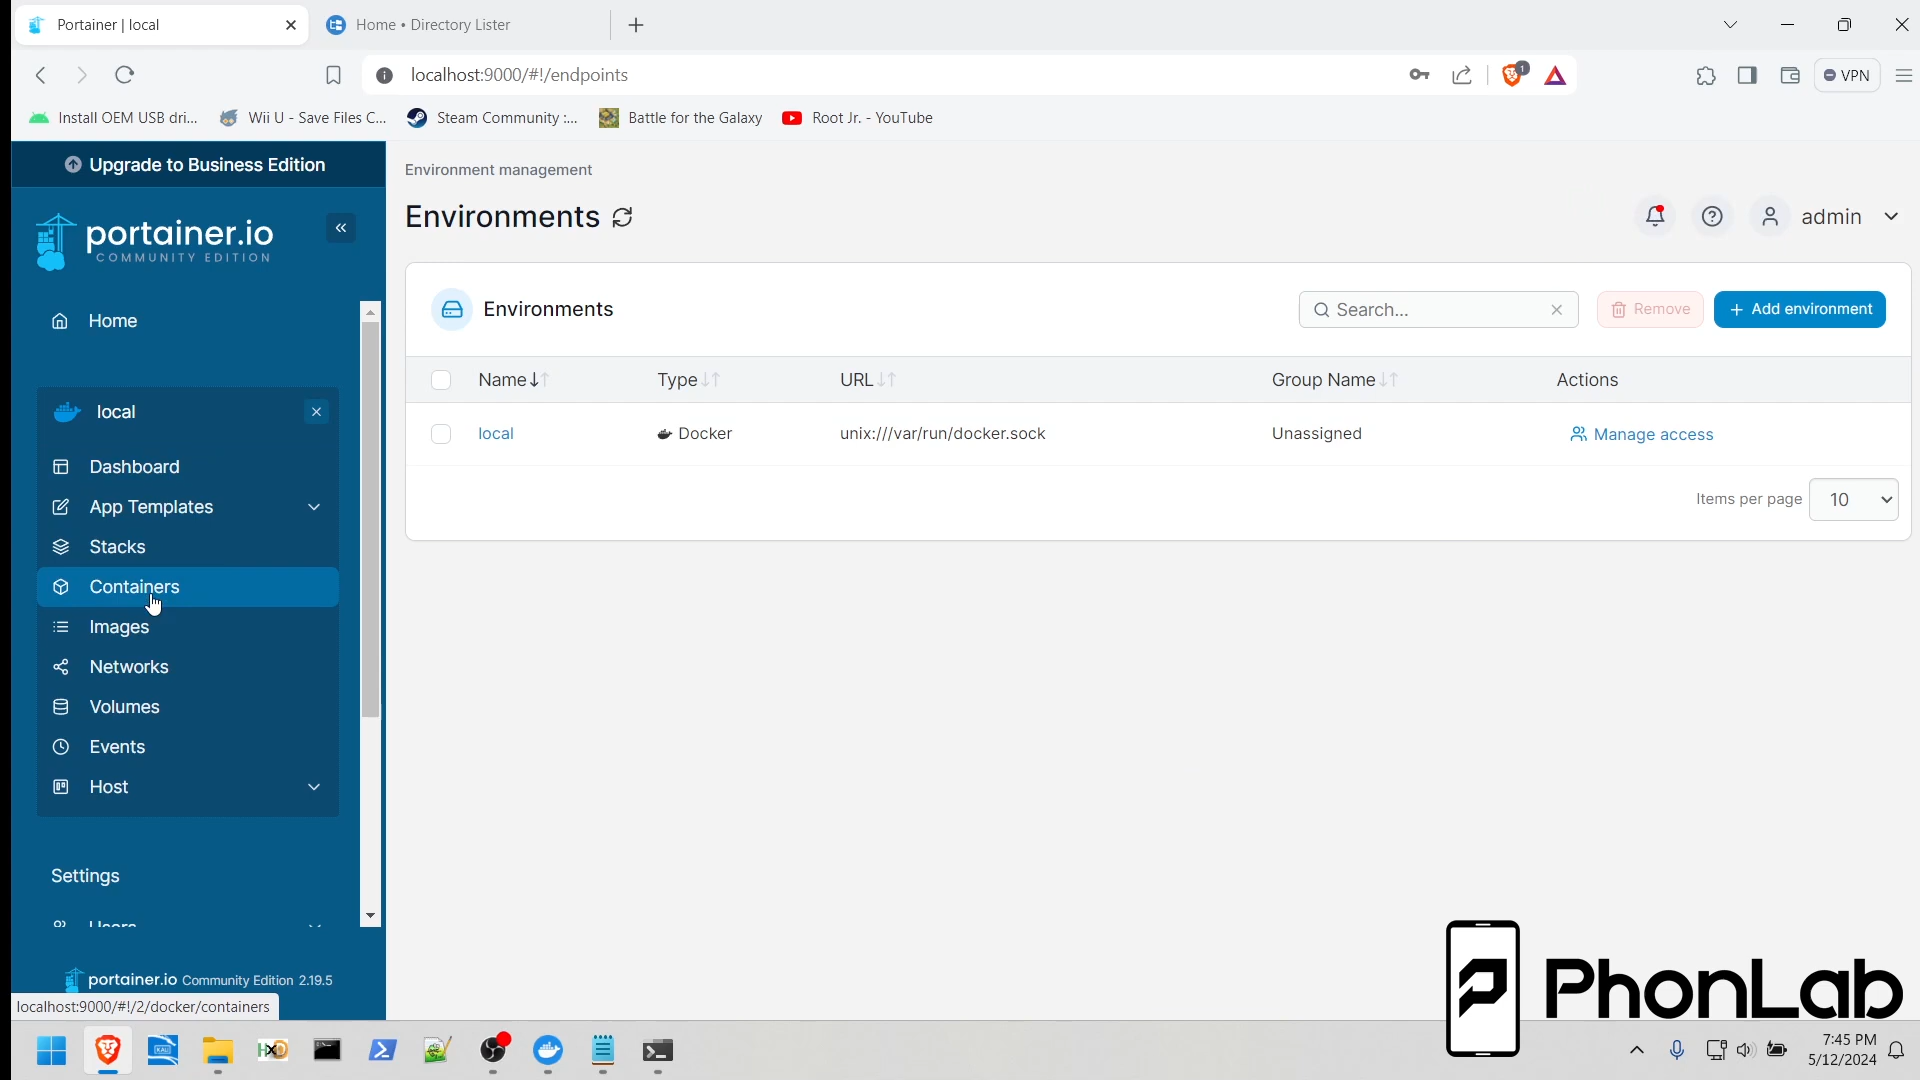 Portainer | local
Home • Directory Lister
localhost:9000/#!/endpoints
1
VPN
Install OEM USB dri...
Wii U - Save Files C...
Steam Community :...
Battle for the Galaxy
Root Jr. - YouTube
Upgrade to Business Edition
portainer.io
COMMUNITY EDITION
Home
local
Dashboard
App Templates
Stacks
Containers
Images
Networks
Volumes
Events
Host
Settings
Users
portainer.io Community Edition 2.19.5
localhost:9000/#!/2/docker/containers
Environment management
Environments
admin
Environments
Search...
Remove
+ Add environment
Name Type URL Group Name Actions
local Docker unix:///var/run/docker.sock Unassigned Manage access
Items per page 10
PhonLab
7:45 PM
5/12/2024